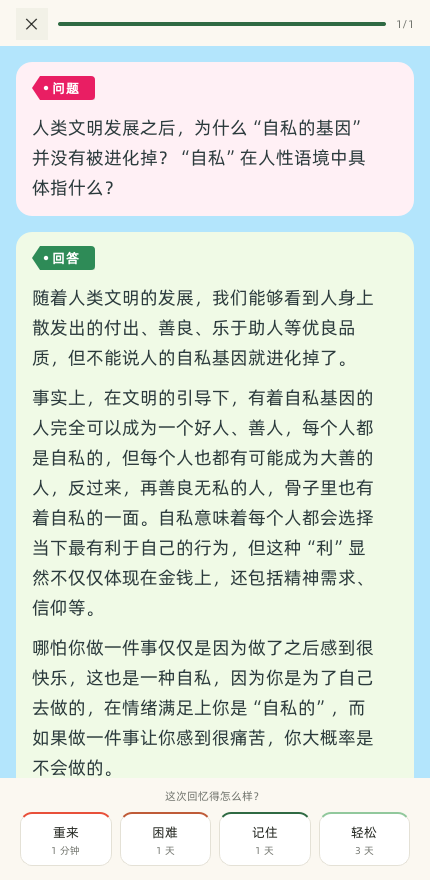 1/1
问题
人类文明发展之后，为什么“自私的基因”
并没有被进化掉？“自私”在人性语境中具
体指什么？
回答
随着人类文明的发展，我们能够看到人身上
散发出的付出、善良、乐于助人等优良品
质，但不能说人的自私基因就进化掉了。
事实上，在文明的引导下，有着自私基因的
人完全可以成为一个好人、善人，每个人都
是自私的，但每个人也都有可能成为大善的
人，反过来，再善良无私的人，骨子里也有
着自私的一面。自私意味着每个人都会选择
当下最有利于自己的行为，但这种“利”显
然不仅仅体现在金钱上，还包括精神需求、
信仰等。
哪怕你做一件事仅仅是因为做了之后感到很
快乐，这也是一种自私，因为你是为了自己
去做的，在情绪满足上你是“自私的”，而
如果做一件事让你感到很痛苦，你大概率是
不会做的。
这次回忆得怎么样？
重来 困难 记住 轻松
1 分钟 1 天 1 天 3 天